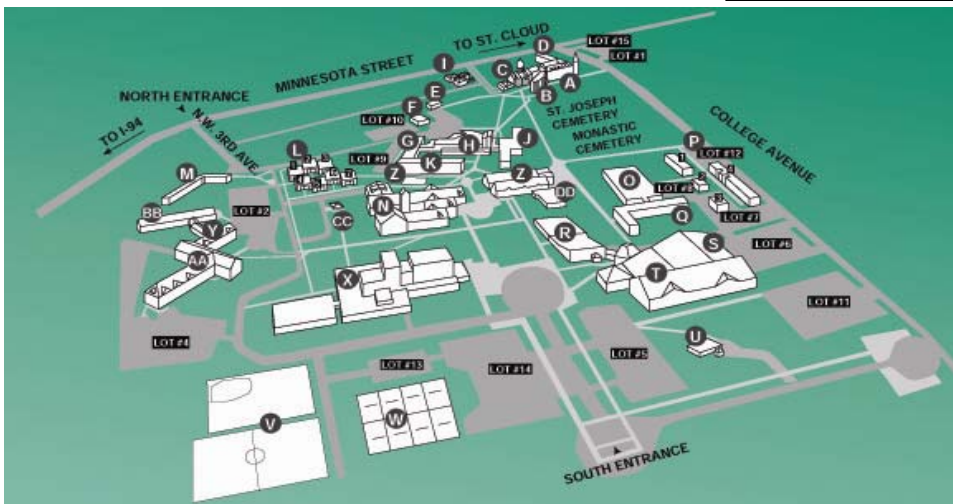 TO ST. CLOUD
D
LOT #15
LOT #1
I
C
A
MINNESOTA STREET
B
E
NORTH ENTRANCE
F
ST. JOSEPH
CEMETERY
MONASTIC
CEMETERY
COLLEGE AVENUE
LOT #10
TO I-94
N.W. 3RD AVE.
G
H
J
P
L
LOT #9
K
LOT #12
M
Z
Z
O
LOT #8
DD
N
BB
LOT #2
CC
Q
LOT #7
Y
R
S
LOT #6
AA
X
T
LOT #11
LOT #4
U
LOT #13
LOT #14
LOT #5
V
W
SOUTH ENTRANCE